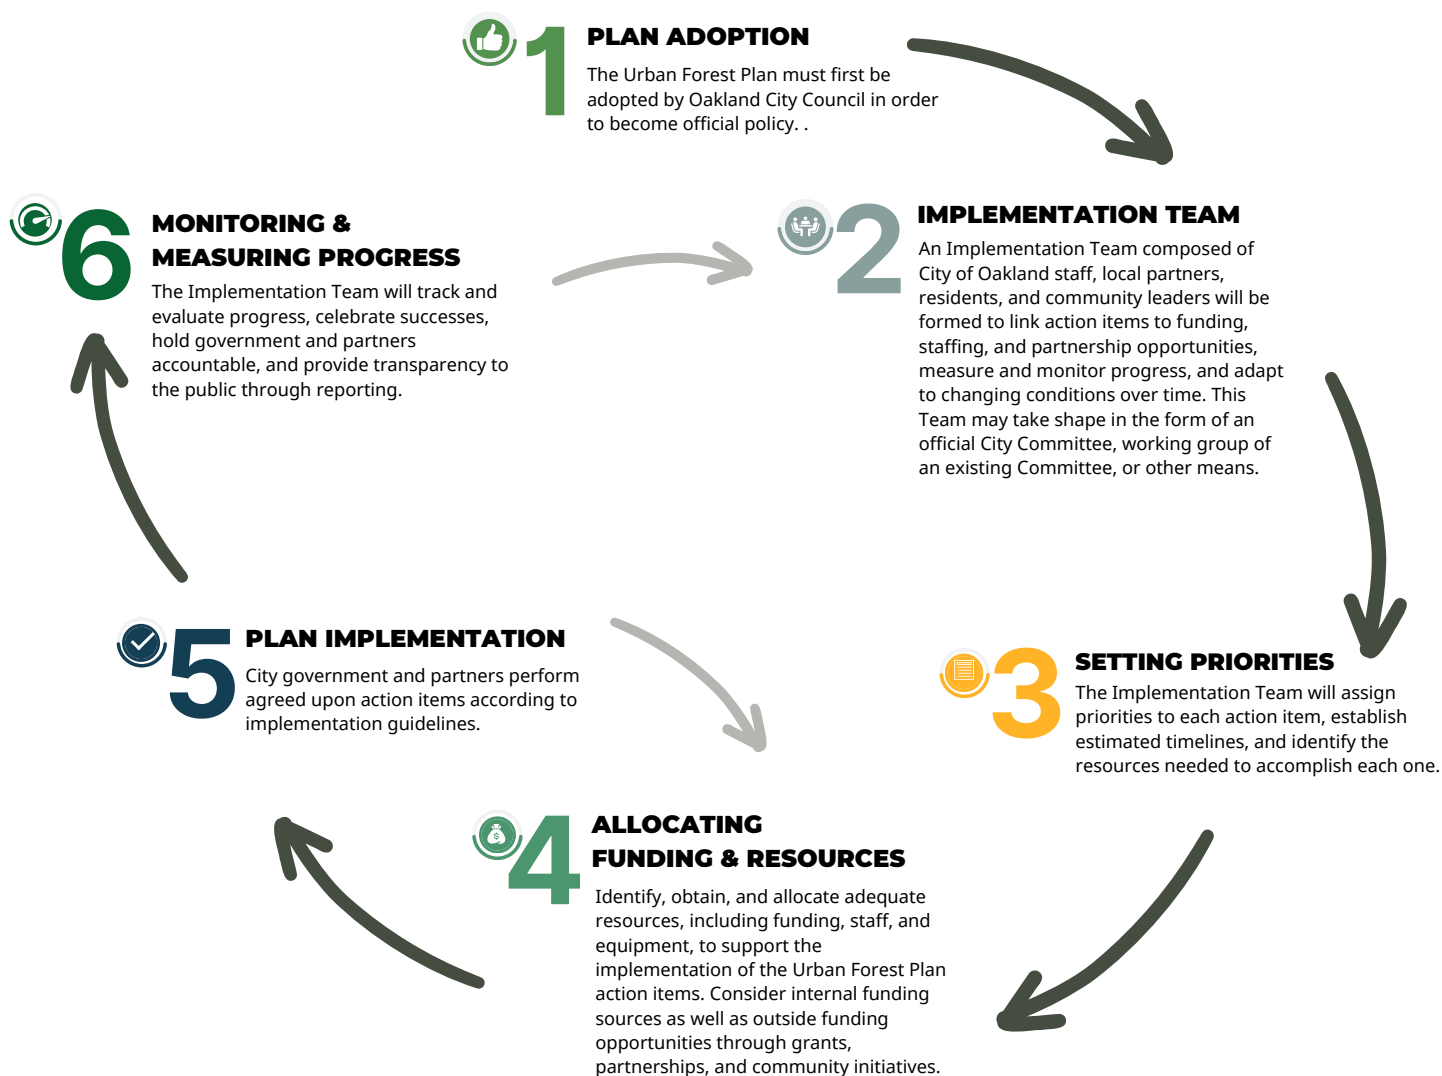 1
PLAN ADOPTION
The Urban Forest Plan must first be
adopted by Oakland City Council in order
to become official policy. .
2
IMPLEMENTATION TEAM
An Implementation Team composed of
City of Oakland staff, local partners,
residents, and community leaders will be
formed to link action items to funding,
staffing, and partnership opportunities,
measure and monitor progress, and adapt
to changing conditions over time. This
Team may take shape in the form of an
official City Committee, working group of
an existing Committee, or other means.
3
SETTING PRIORITIES
The Implementation Team will assign
priorities to each action item, establish
estimated timelines, and identify the
resources needed to accomplish each one.
$
4
ALLOCATING
FUNDING & RESOURCES
Identify, obtain, and allocate adequate
resources, including funding, staff, and
equipment, to support the
implementation of the Urban Forest Plan
action items. Consider internal funding
sources as well as outside funding
opportunities through grants,
partnerships, and community initiatives.
5
PLAN IMPLEMENTATION
City government and partners perform
agreed upon action items according to
implementation guidelines.
6
MONITORING &
MEASURING PROGRESS
The Implementation Team will track and
evaluate progress, celebrate successes,
hold government and partners
accountable, and provide transparency to
the public through reporting.